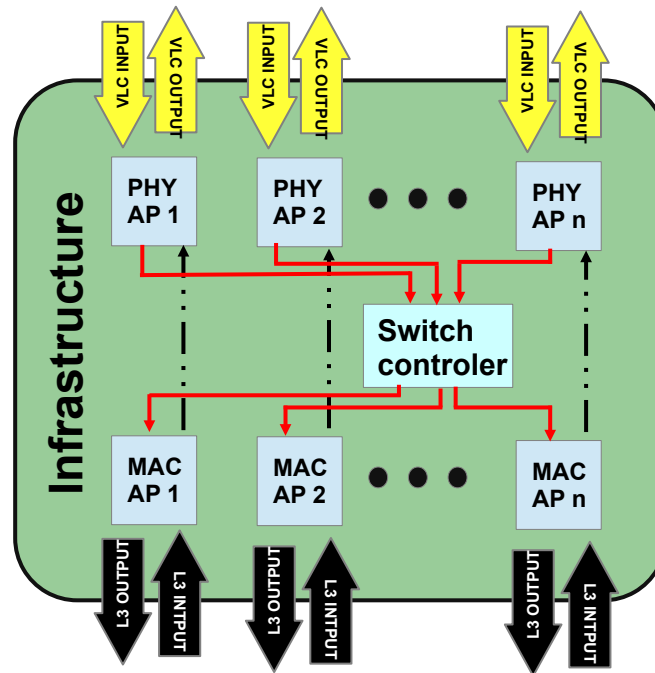 VLC INPUT
VLC OUTPUT
VLC INPUT
VLC OUTPUT
VLC INPUT
VLC OUTPUT
PHY
AP 1
PHY
AP 2
PHY
AP n
Infrastructure
Switch
controler
MAC
AP 1
MAC
AP 2
MAC
AP n
L3 OUTPUT
L3 INTPUT
L3 OUTPUT
L3 INTPUT
L3 OUTPUT
L3 INTPUT